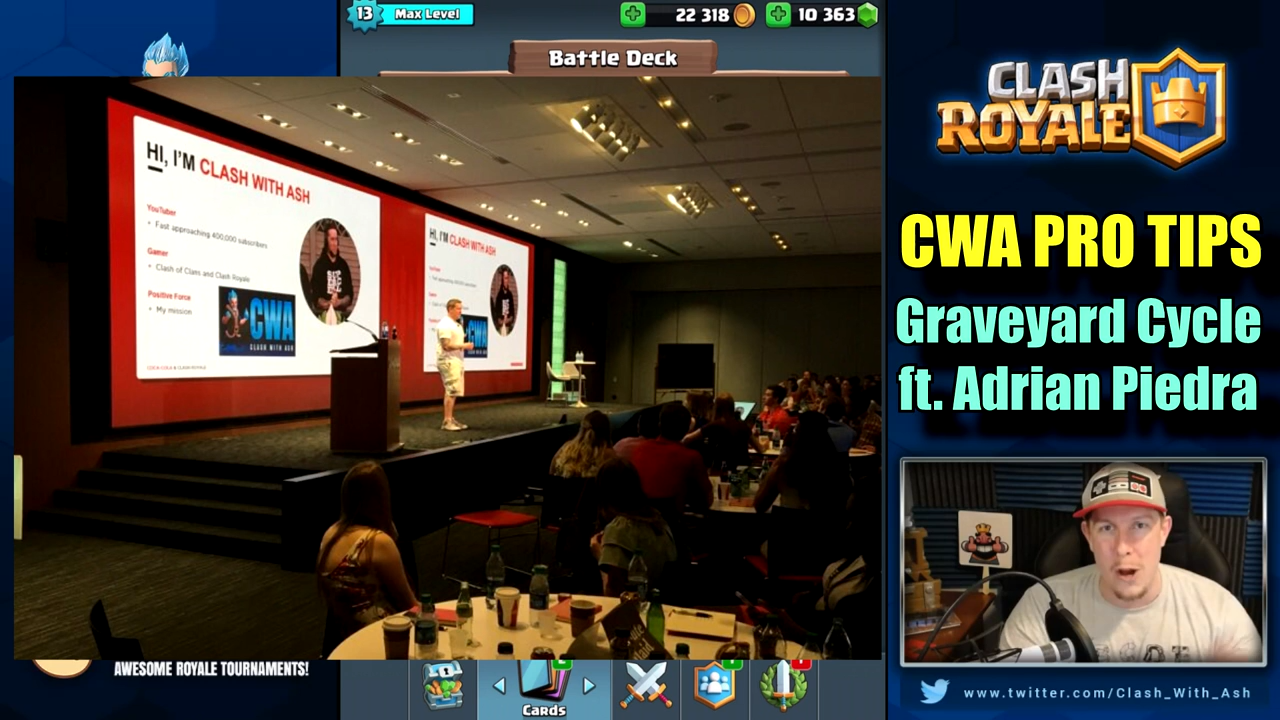 13
Max Level
22 318
10 363
Battle Deck
HI, I'M CLASH WITH ASH
YouTuber
• Fast approaching 400,000 subscribers
Gamer
• Clash of Clans and Clash Royale
Positive Force
• My mission
CWA
CLASH WITH ASH
HI, I'M CLASH WITH ASH
CWA
CLASH
ROYALE
CWA PRO TIPS
Graveyard Cycle
ft. Adrian Piedra
AWESOME ROYALE TOURNAMENTS!
Cards
www.twitter.com/Clash_With_Ash